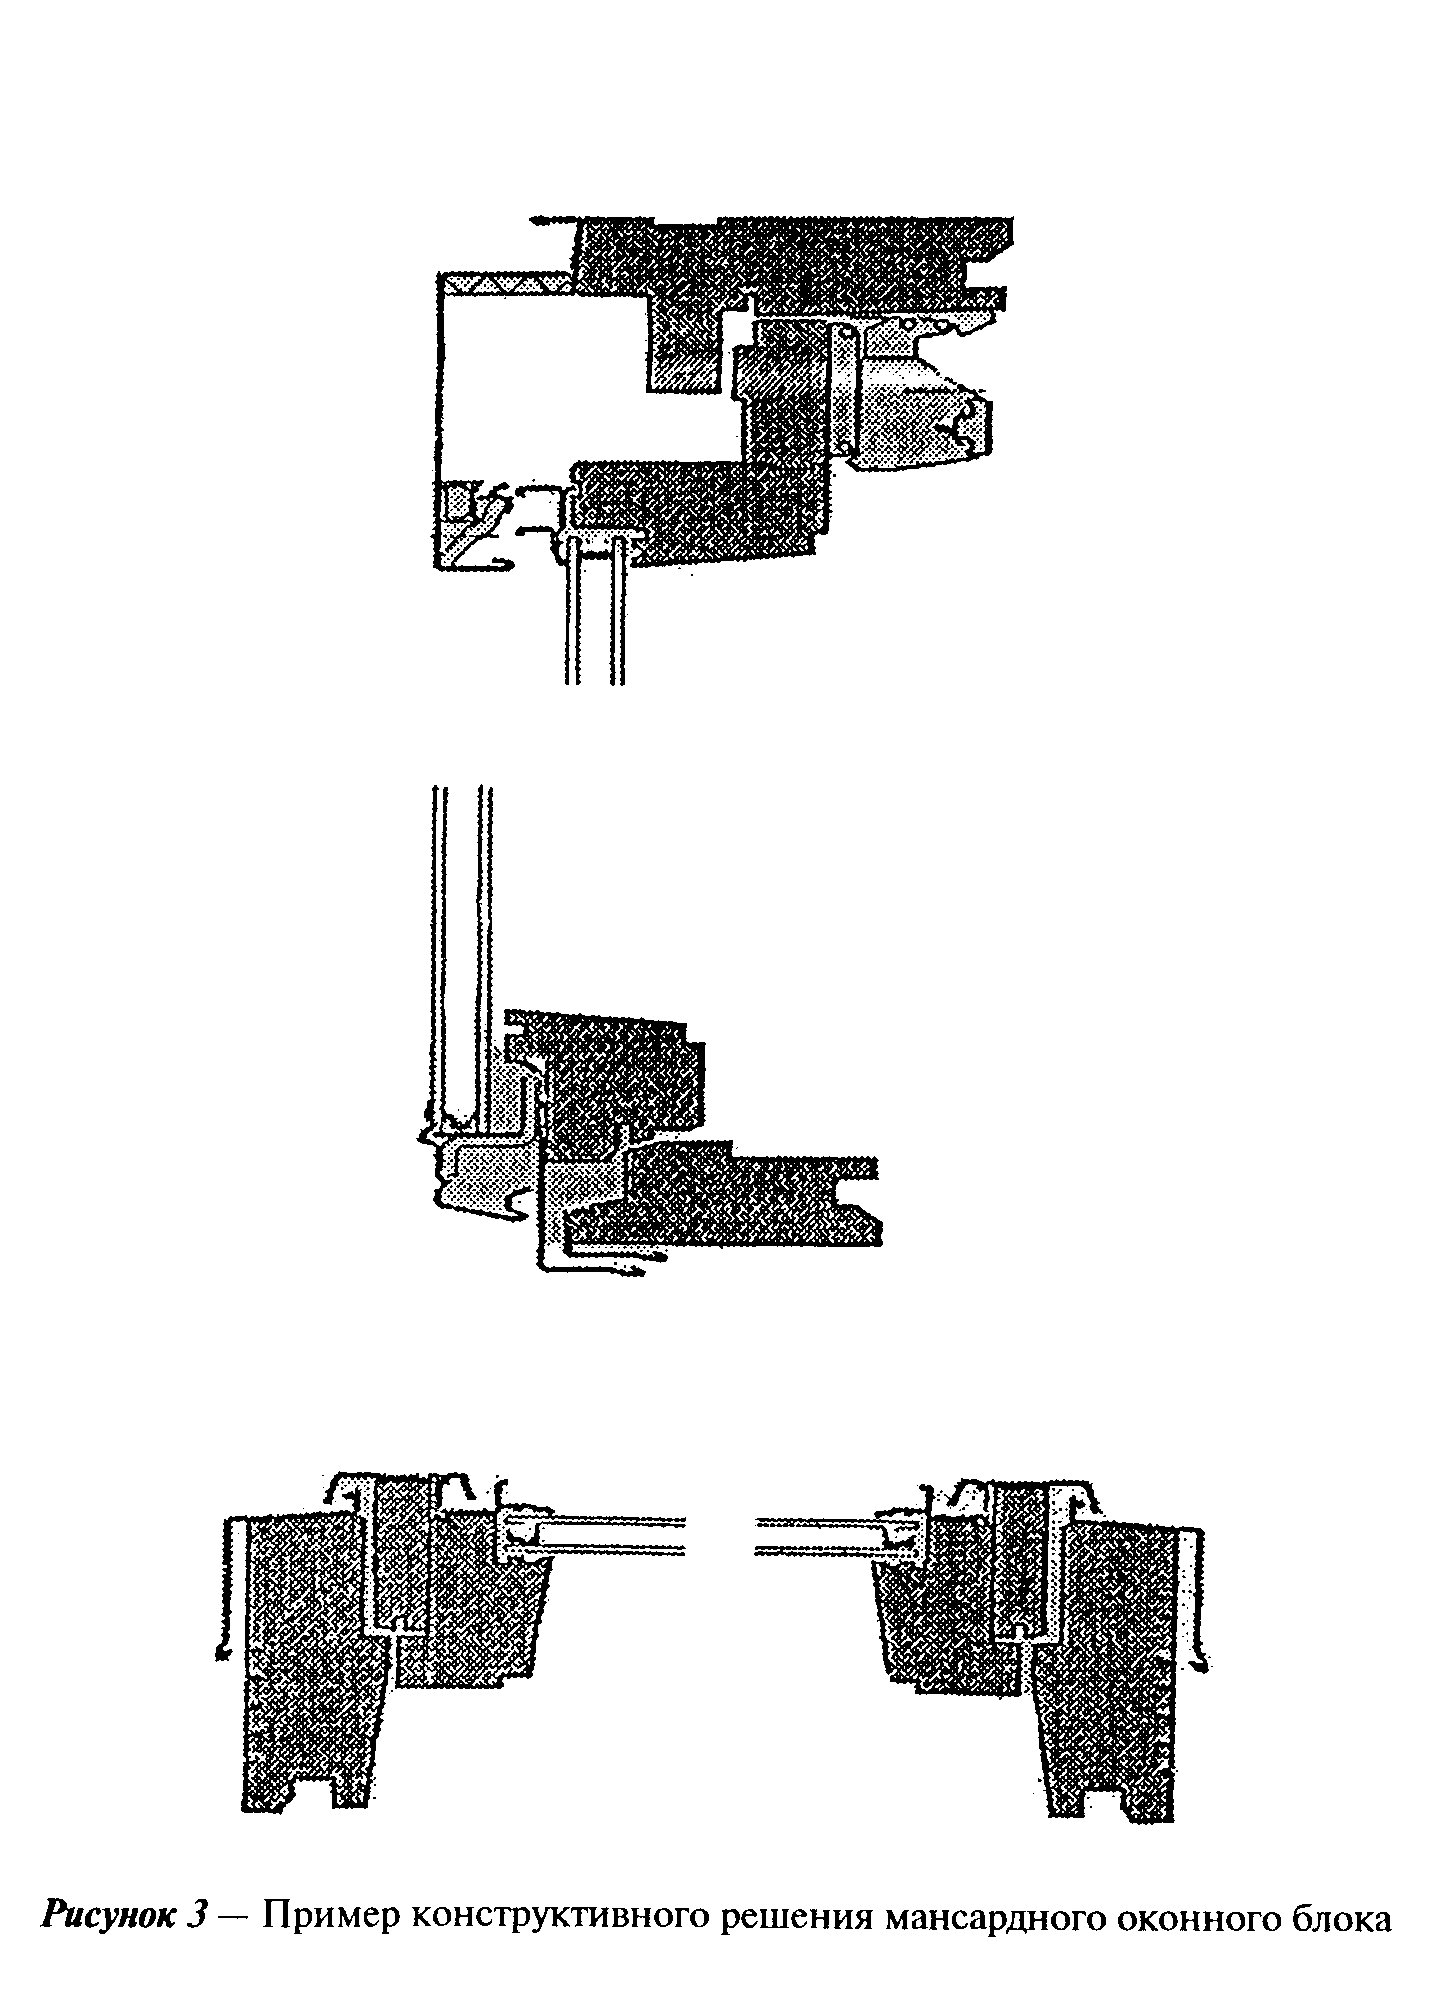 Рисунок 3 — Пример конструктивного решения мансардного оконного блока